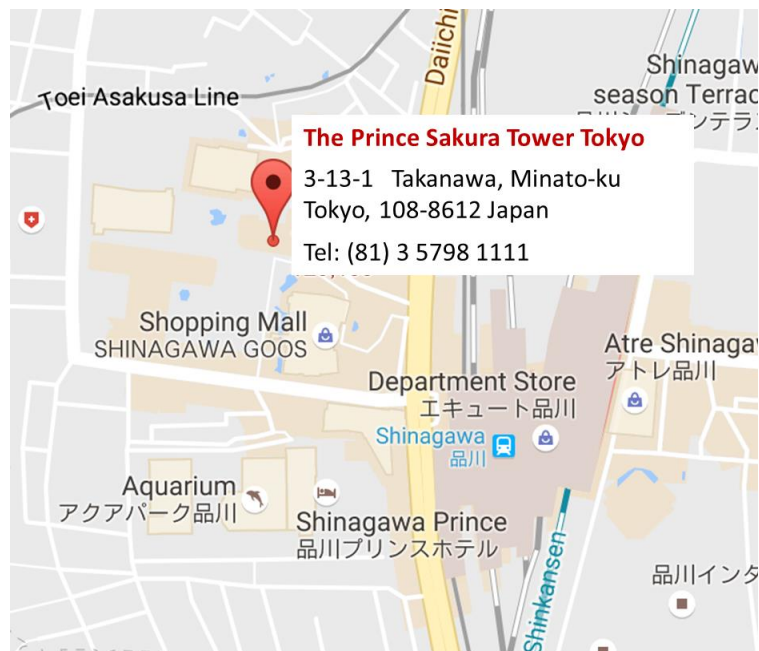 Daiichi
Toei Asakusa Line
Shinagaw
season Terrac
The Prince Sakura Tower Tokyo
3-13-1 Takanawa, Minato-ku
Tokyo, 108-8612 Japan
Tel: (81) 3 5798 1111
Shopping Mall
SHINAGAWA GOOS
Atre Shinagaw
アトレ品川
Department Store
エキュート品川
Shinagawa
品川
Aquarium
アクアパーク品川
Shinagawa Prince
品川プリンスホテル
Shinkansen
品川インタ